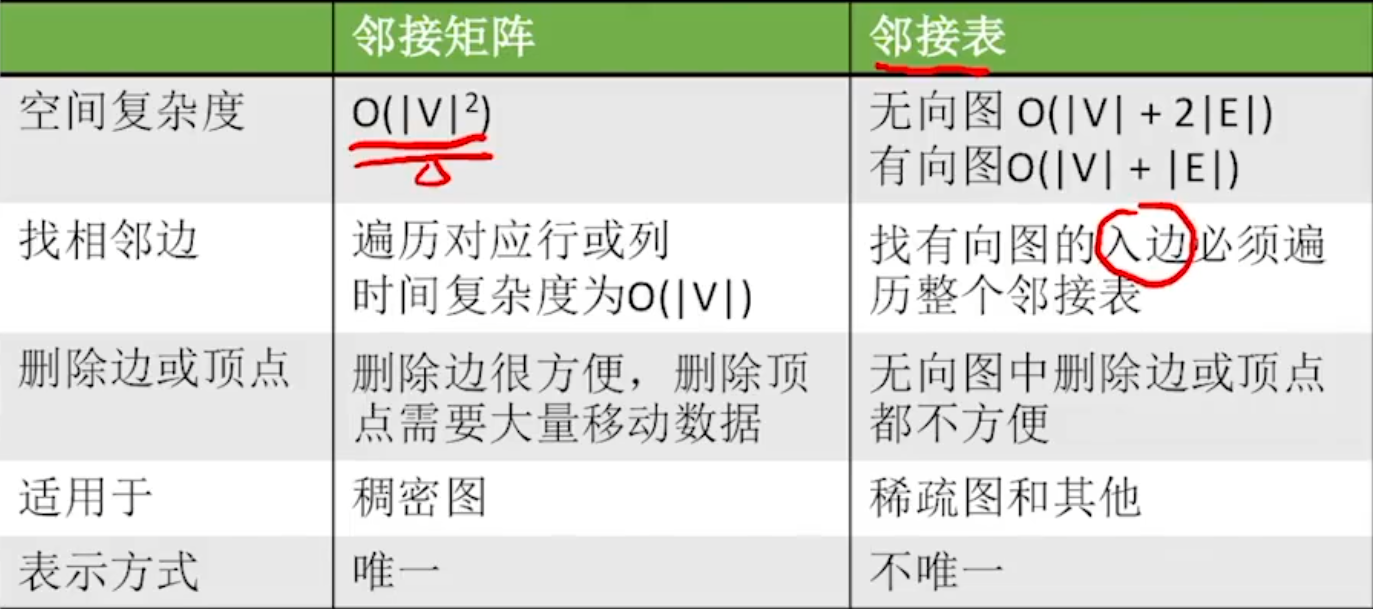 邻接矩阵 邻接表
空间复杂度 O(|V|²) 无向图 O(|V| + 2|E|)
有向图O(|V| + |E|)
找相邻边 遍历对应行或列 找有向图的入边必须遍
时间复杂度为O(|V|) 历整个邻接表
删除边或顶点 删除边很方便，删除顶 无向图中删除边或顶点
点需要大量移动数据 都不方便
适用于 稠密图 稀疏图和其他
表示方式 唯一 不唯一